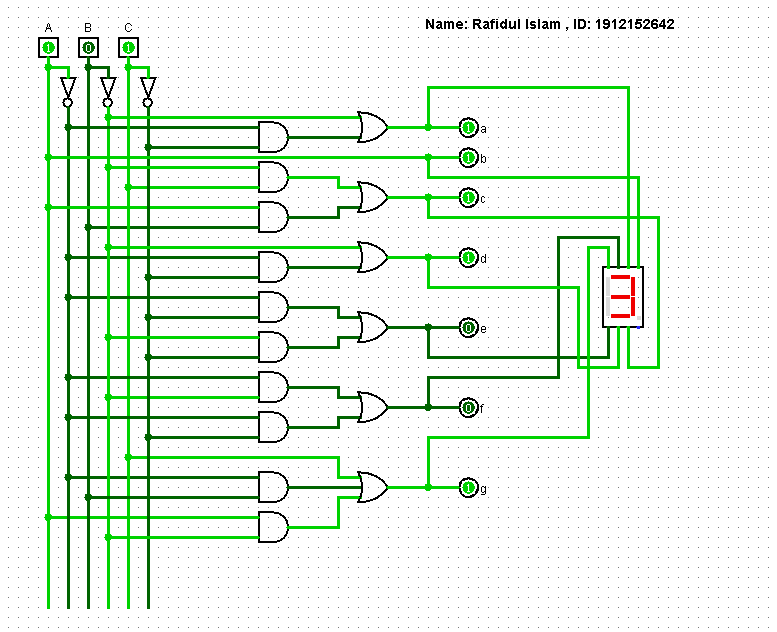 Name: Rafidul Islam , ID: 1912152642
A B C
1 0 1
1 a
1 b
1 c
1 d
0 e
0 f
1 g